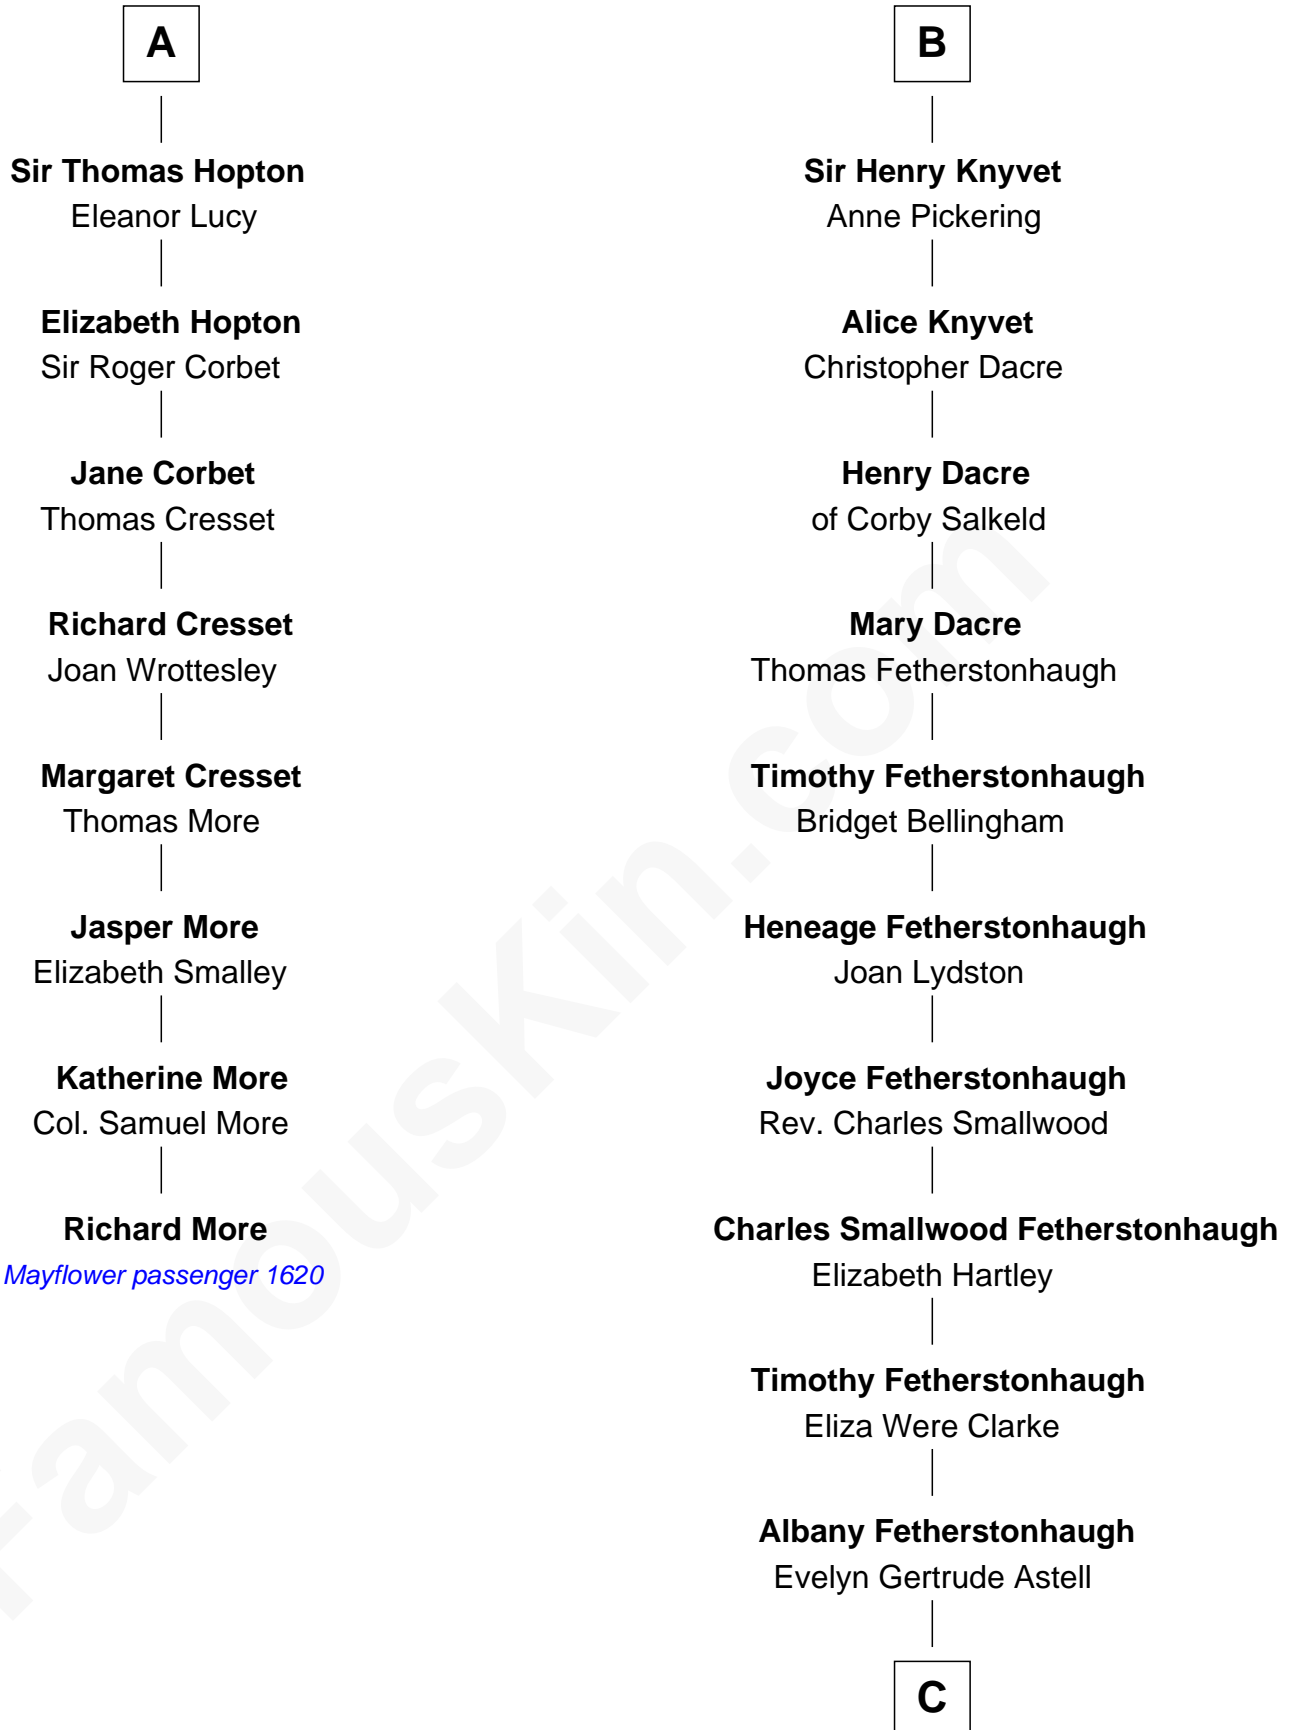 A
Sir Thomas Hopton
Eleanor Lucy
Elizabeth Hopton
Sir Roger Corbet
Jane Corbet
Thomas Cresset
Richard Cresset
Joan Wrottesley
Margaret Cresset
Thomas More
Jasper More
Elizabeth Smalley
Katherine More
Col. Samuel More
Richard More
Mayflower passenger 1620
B
Sir Henry Knyvet
Anne Pickering
Alice Knyvet
Christopher Dacre
Henry Dacre
of Corby Salkeld
Mary Dacre
Thomas Fetherstonhaugh
Timothy Fetherstonhaugh
Bridget Bellingham
Heneage Fetherstonhaugh
Joan Lydston
Joyce Fetherstonhaugh
Rev. Charles Smallwood
Charles Smallwood Fetherstonhaugh
Elizabeth Hartley
Timothy Fetherstonhaugh
Eliza Were Clarke
Albany Fetherstonhaugh
Evelyn Gertrude Astell
C
FamousKin.com